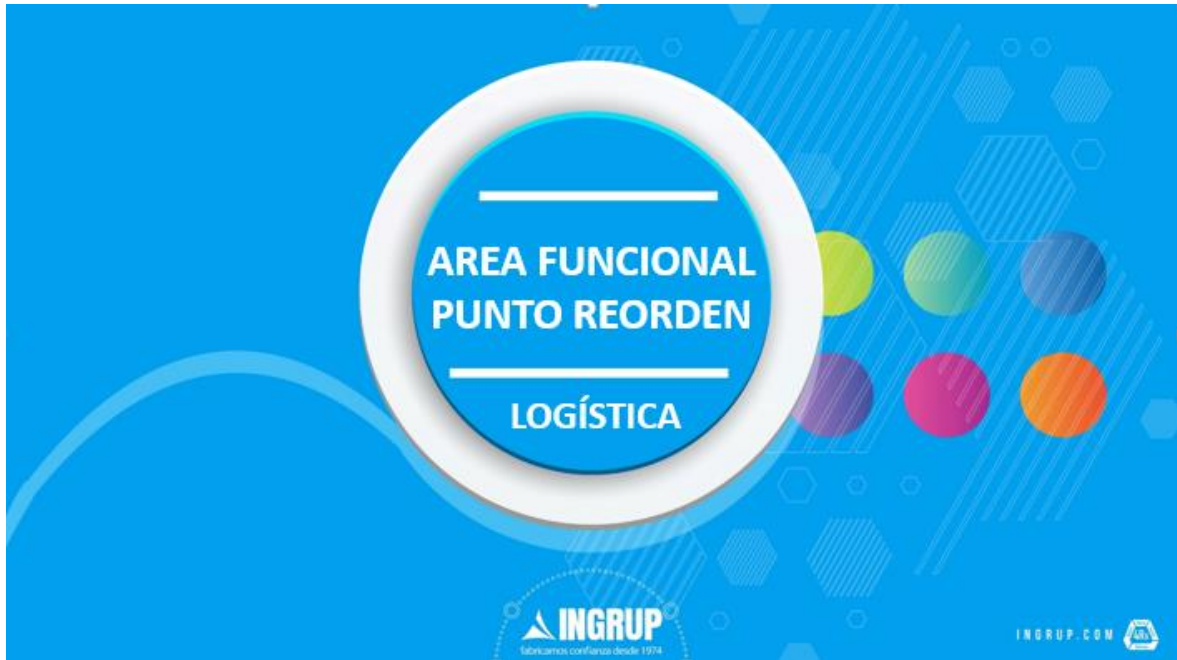 AREA FUNCIONAL
PUNTO REORDEN
LOGÍSTICA
INGRUP
fabricamos confianza desde 1974
INGRUP.COM